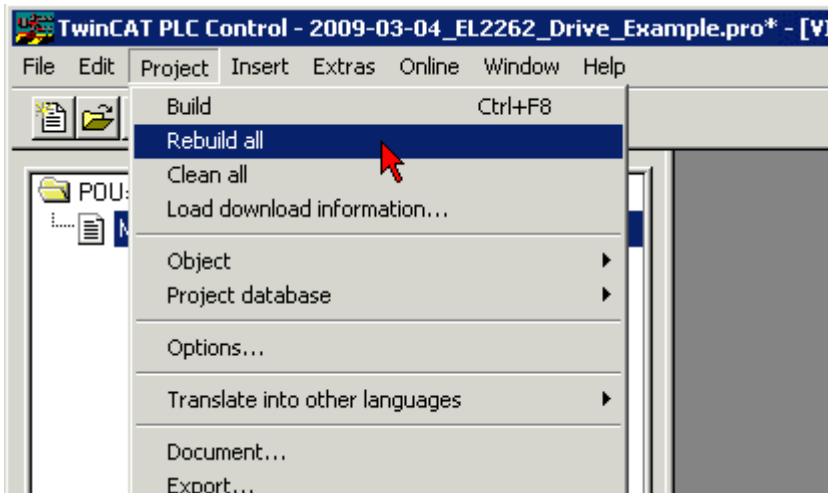 TwinCAT PLC Control - 2009-03-04_EL2262_Drive_Example.pro* - [
File Edit Project Insert Extras Online Window Help
Build Ctrl+F8
Rebuild all
Clean all
POU
Load download information...
Object
Project database
Options...
Translate into other languages
Document...
Export...